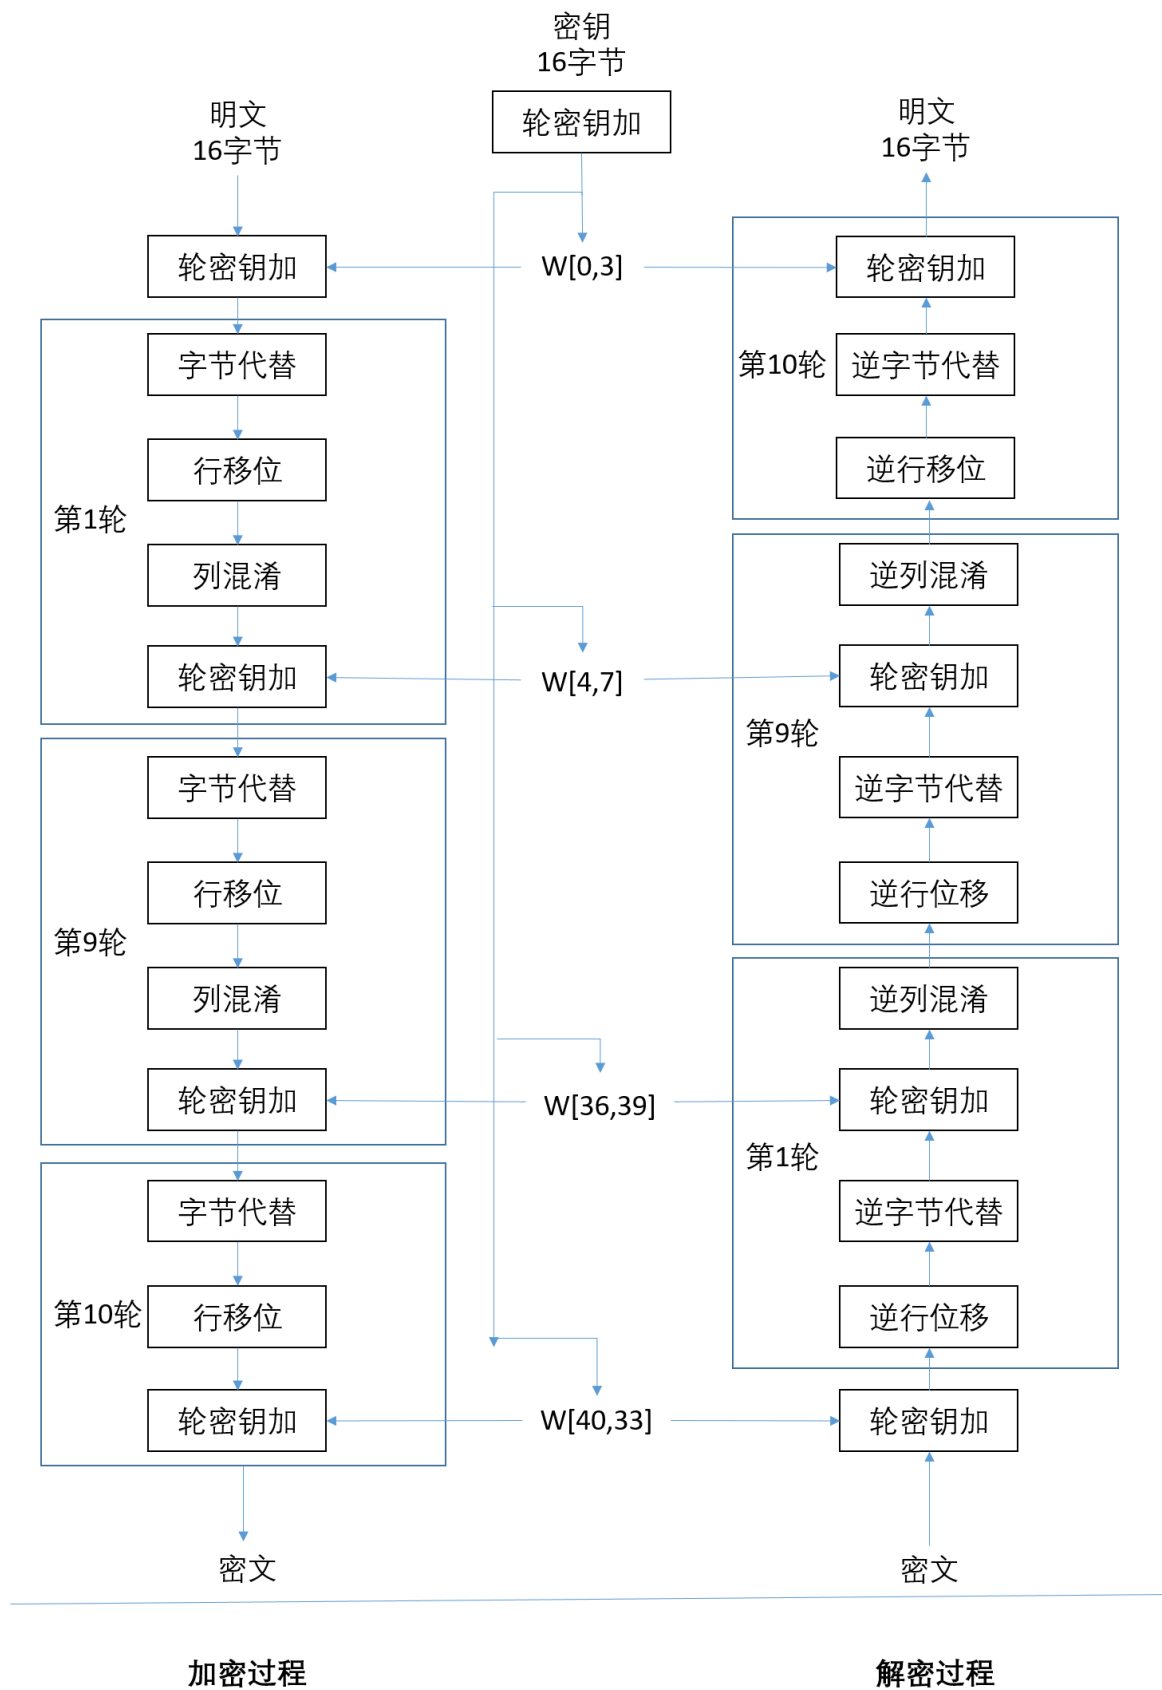 密钥
16字节
轮密钥加
明文
16字节
轮密钥加
第1轮
字节代替
行移位
列混淆
轮密钥加
第9轮
字节代替
行移位
列混淆
轮密钥加
第10轮
字节代替
行移位
轮密钥加
密文
加密过程
W[0,3]
W[4,7]
W[36,39]
W[40,33]
明文
16字节
第10轮
轮密钥加
逆字节代替
逆行移位
第9轮
逆列混淆
轮密钥加
逆字节代替
逆行位移
第1轮
逆列混淆
轮密钥加
逆字节代替
逆行位移
轮密钥加
密文
解密过程